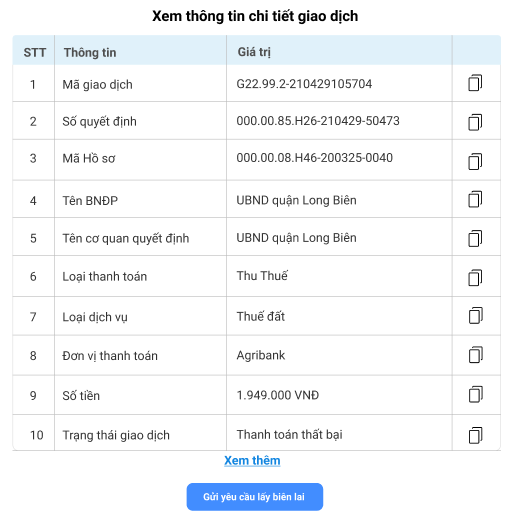 Xem thông tin chi tiết giao dịch
STT Thông tin Giá trị
1 Mã giao dịch G22.99.2-210429105704
2 Số quyết định 000.00.85.H26-210429-50473
3 Mã Hồ sơ 000.00.08.H46-200325-0040
4 Tên BNĐP UBND quận Long Biên
5 Tên cơ quan quyết định UBND quận Long Biên
6 Loại thanh toán Thu Thuế
7 Loại dịch vụ Thuế đất
8 Đơn vị thanh toán Agribank
9 Số tiền 1.949.000 VNĐ
10 Trạng thái giao dịch Thanh toán thất bại
Xem thêm
Gửi yêu cầu lấy biên lai